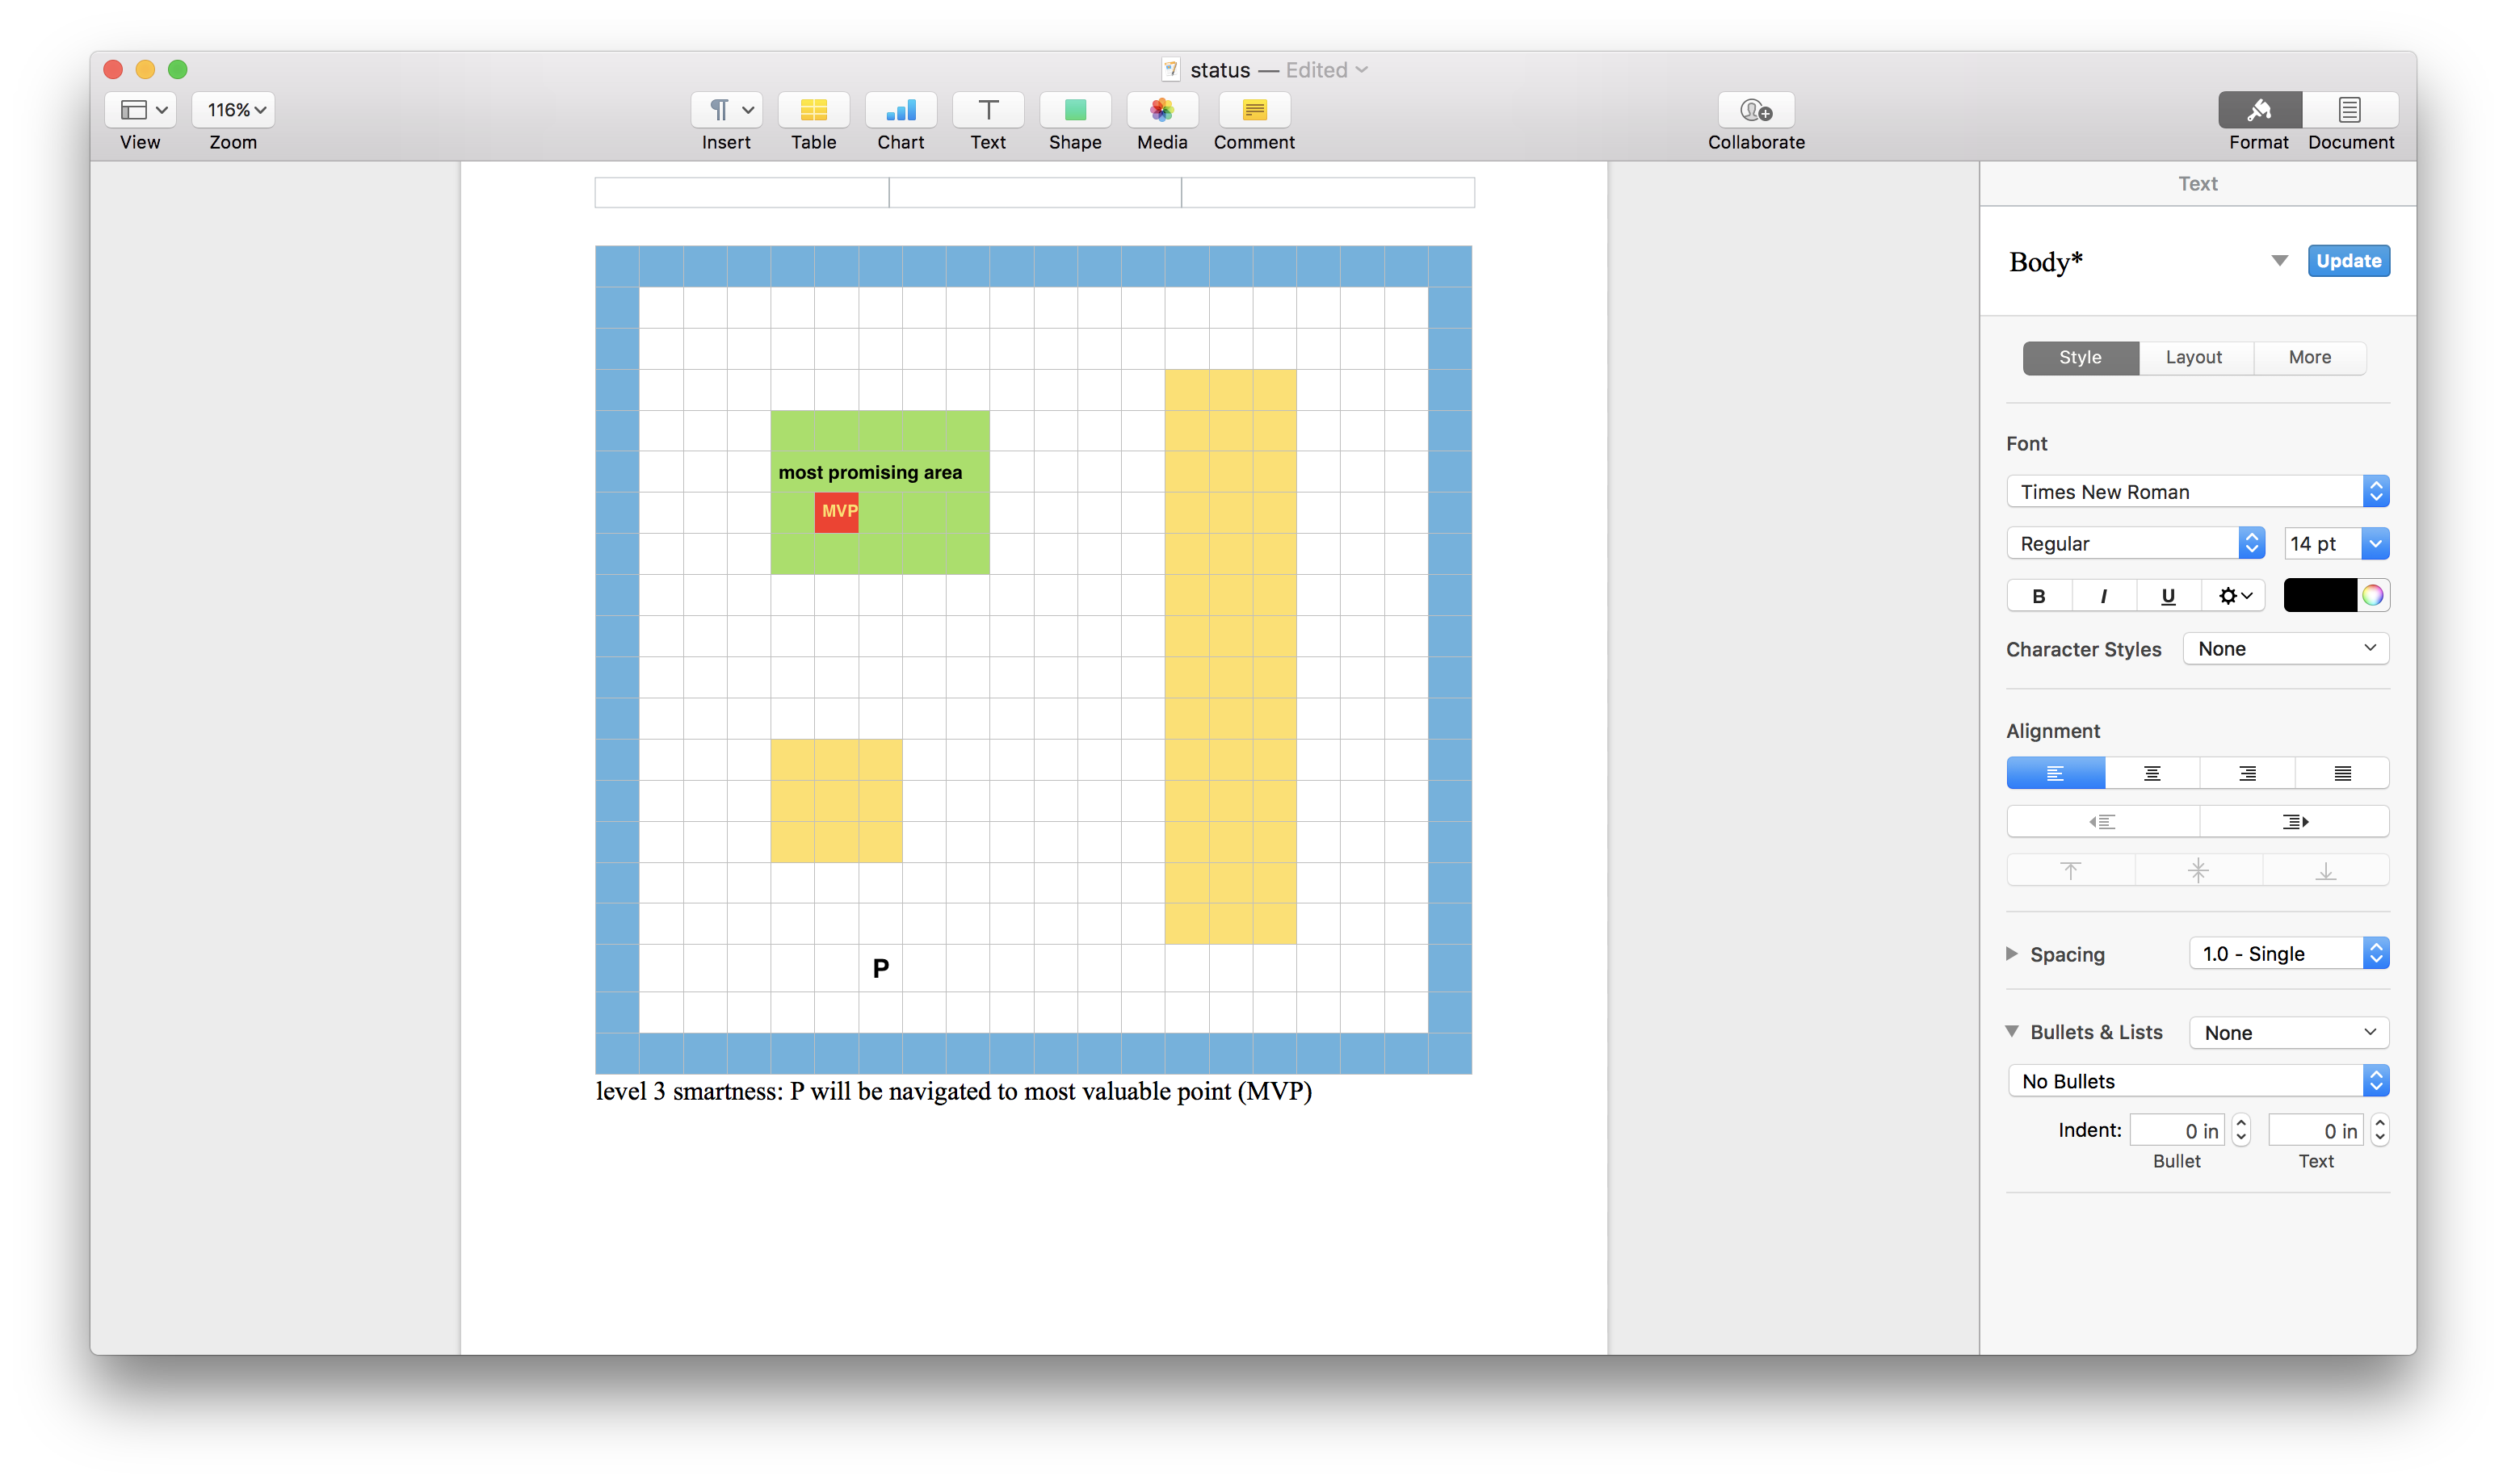 status — Edited
116%
View
Zoom
Insert
Table
Chart
Text
Shape
Media
Comment
Collaborate
Format
Document
Text
Body*
Update
Style
Layout
More
Font
Times New Roman
Regular
14 pt
B
I
U
Character Styles
None
Alignment
Spacing
1.0 - Single
Bullets & Lists
None
No Bullets
Indent:
0 in
0 in
Bullet
Text
most promising area
MVP
P
level 3 smartness: P will be navigated to most valuable point (MVP)